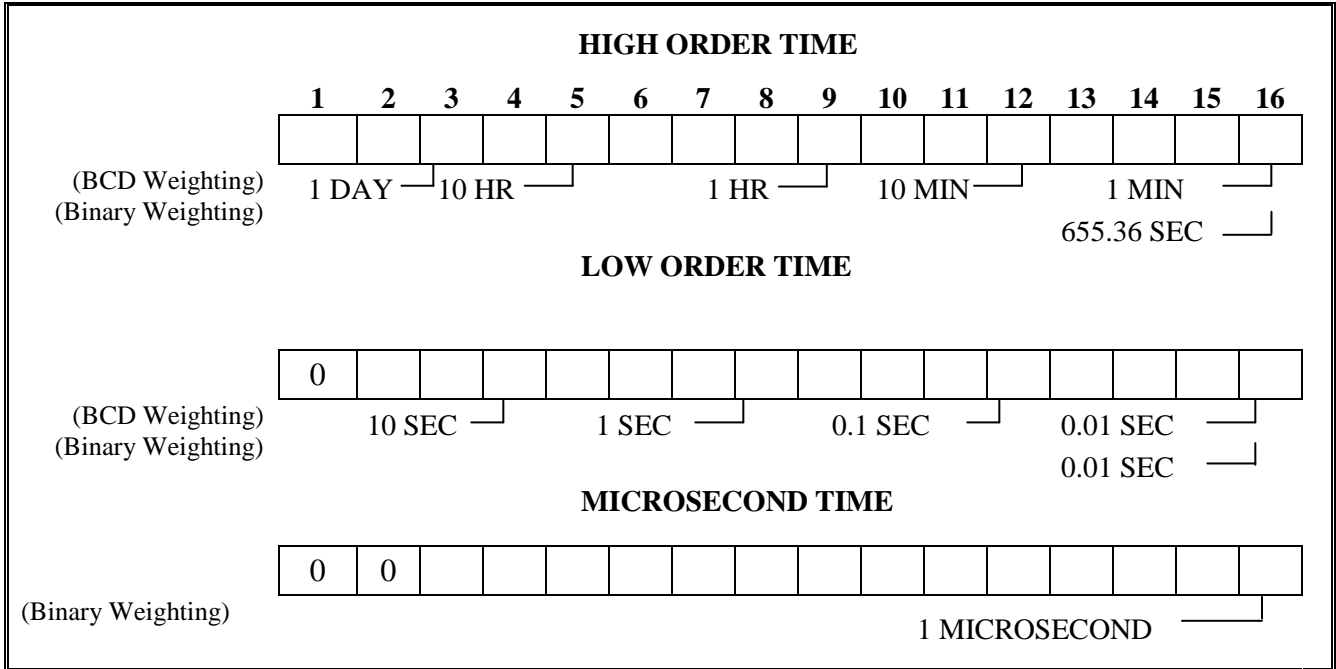 HIGH ORDER TIME
1 2 3 4 5 6 7 8 9 10 11 12 13 14 15 16
(BCD Weighting) 1 DAY 10 HR 1 HR 10 MIN 1 MIN
(Binary Weighting) 655.36 SEC
LOW ORDER TIME
0
(BCD Weighting) 10 SEC 1 SEC 0.1 SEC 0.01 SEC
(Binary Weighting) 0.01 SEC
MICROSECOND TIME
0 0
(Binary Weighting) 1 MICROSECOND